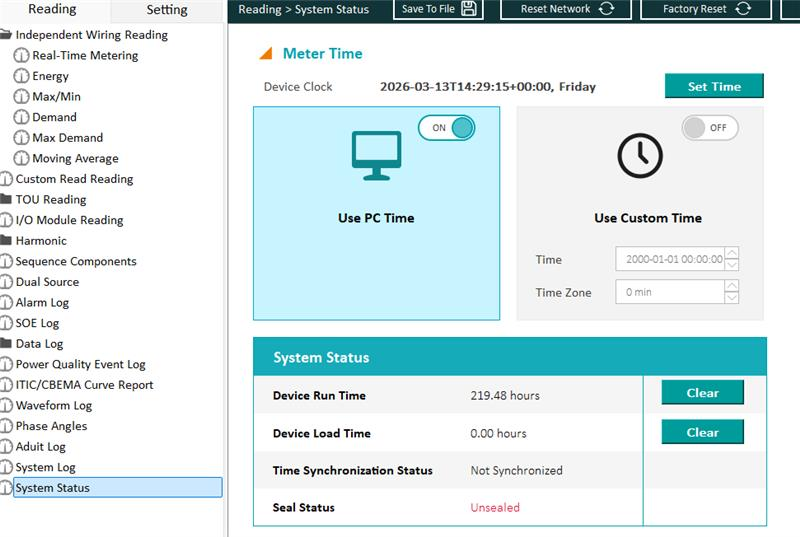 Reading
Setting
Independent Wiring Reading
Real-Time Metering
Energy
Max/Min
Demand
Max Demand
Moving Average
Custom Read Reading
TOU Reading
I/O Module Reading
Harmonic
Sequence Components
Dual Source
Alarm Log
SOE Log
Data Log
Power Quality Event Log
ITIC/CBEMA Curve Report
Waveform Log
Phase Angles
Aduit Log
System Log
System Status
Reading > System Status
Save To File
Reset Network
Factory Reset
Meter Time
Device Clock 2026-03-13T14:29:15+00:00, Friday Set Time
ON
Use PC Time
OFF
Use Custom Time
Time 2000-01-01 00:00:00
Time Zone 0 min
System Status
Device Run Time 219.48 hours Clear
Device Load Time 0.00 hours Clear
Time Synchronization Status Not Synchronized
Seal Status Unsealed